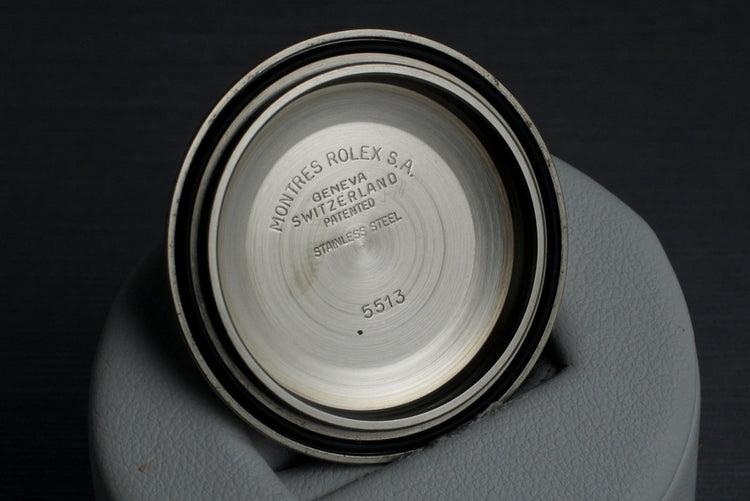 MONTRES ROLEX S.A.
GENEVA
SWITZERLAND
PATENTED
STAINLESS STEEL
5513